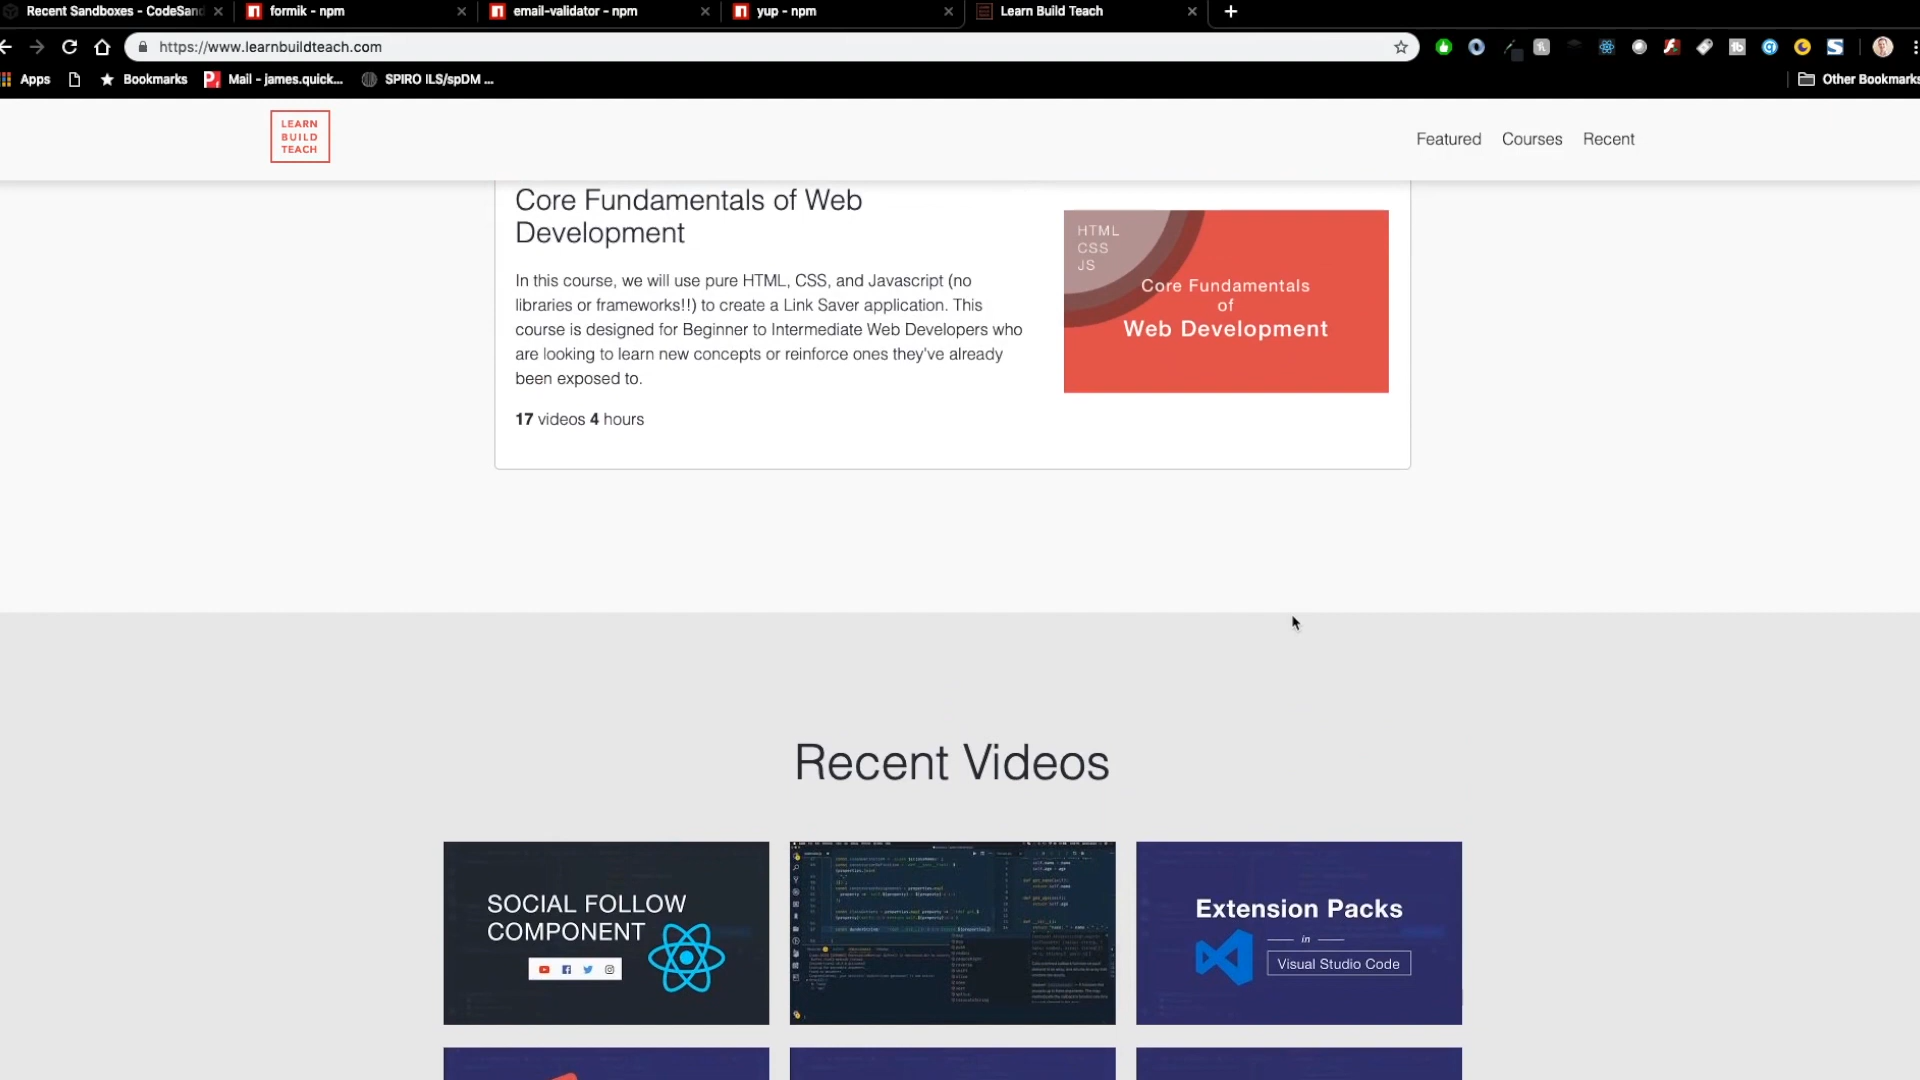 Recent Sandboxes - CodeSand
formik - npm
email-validator - npm
yup - npm
Learn Build Teach
https://www.learnbuildteach.com
Apps
Bookmarks
Mail - james.quick...
SPIRO ILS/spDM ...
Other Bookmarks
LEARN
BUILD
TEACH
Featured
Courses
Recent
Core Fundamentals of Web
Development
In this course, we will use pure HTML, CSS, and Javascript (no
libraries or frameworks!!) to create a Link Saver application. This
course is designed for Beginner to Intermediate Web Developers who
are looking to learn new concepts or reinforce ones they've already
been exposed to.
17 videos 4 hours
HTML
CSS
JS
Core Fundamentals
of
Web Development
Recent Videos
SOCIAL FOLLOW
COMPONENT
Extension Packs
in
Visual Studio Code